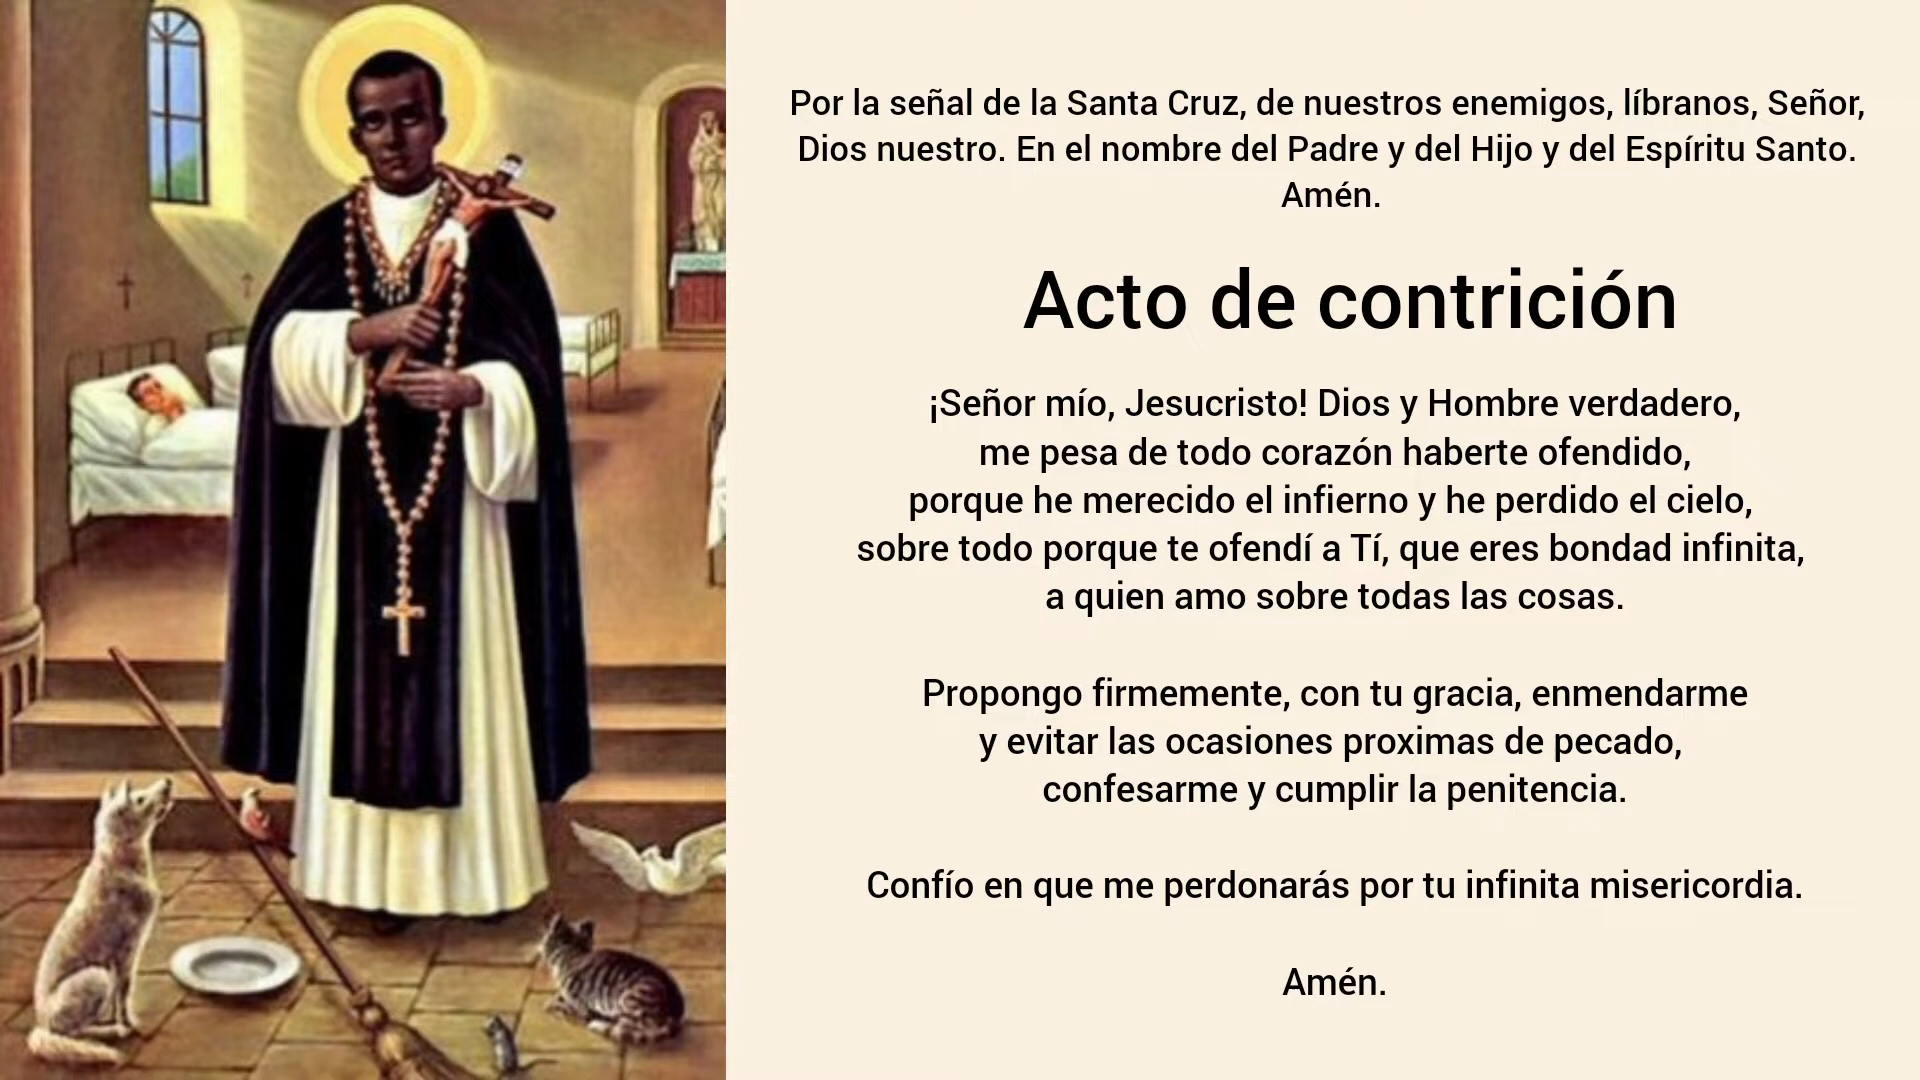 Por la señal de la Santa Cruz, de nuestros enemigos, líbranos, Señor,
Dios nuestro. En el nombre del Padre y del Hijo y del Espíritu Santo.
Amén.
Acto de contrición
¡Señor mío, Jesucristo! Dios y Hombre verdadero,
me pesa de todo corazón haberte ofendido,
porque he merecido el infierno y he perdido el cielo,
sobre todo porque te ofendí a Tí, que eres bondad infinita,
a quien amo sobre todas las cosas.
Propongo firmemente, con tu gracia, enmendarme
y evitar las ocasiones proximas de pecado,
confesarme y cumplir la penitencia.
Confío en que me perdonarás por tu infinita misericordia.
Amén.